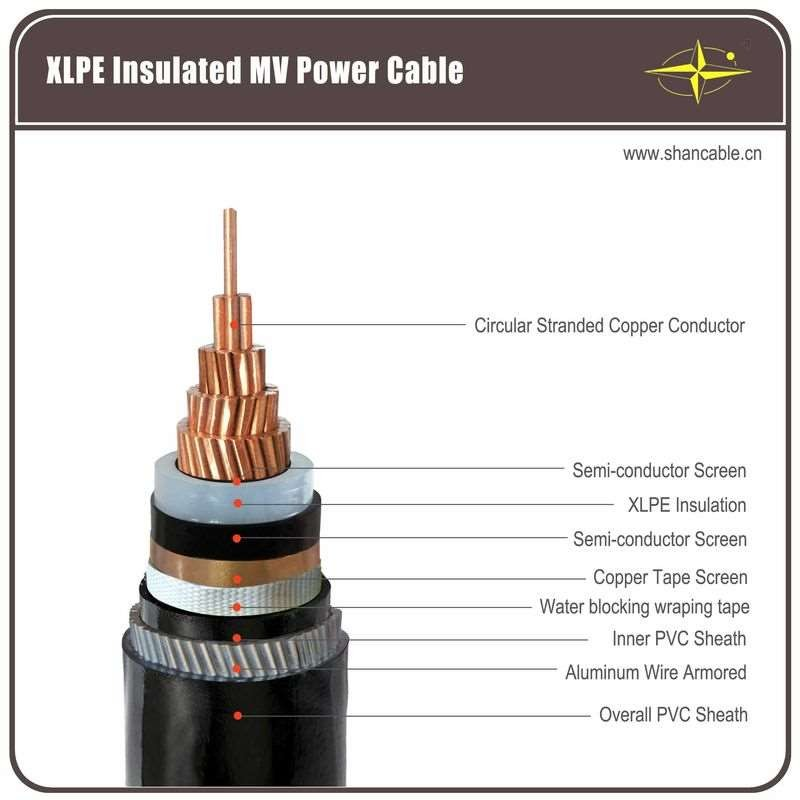 XLPE Insulated MV Power Cable
www.shancable.cn
Circular Stranded Copper Conductor
Semi-conductor Screen
XLPE Insulation
Semi-conductor Screen
Copper Tape Screen
Water blocking wraping tape
Inner PVC Sheath
Aluminum Wire Armored
Overall PVC Sheath